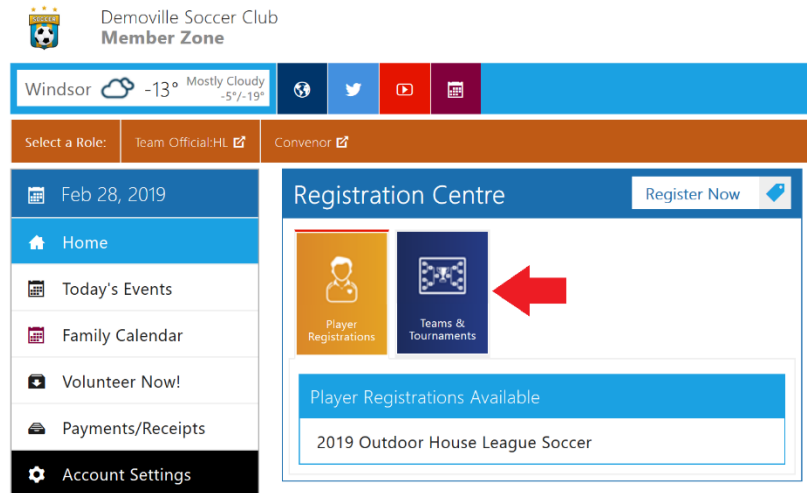 SOCCER
Demoville Soccer Club
Member Zone
Windsor -13° Mostly Cloudy
-5°/-19°
Select a Role: Team Official:HL Convenor
Feb 28, 2019
Home
Today's Events
Family Calendar
Volunteer Now!
Payments/Receipts
Account Settings
Registration Centre
Register Now
Player
Registrations
Teams &
Tournaments
Player Registrations Available
2019 Outdoor House League Soccer